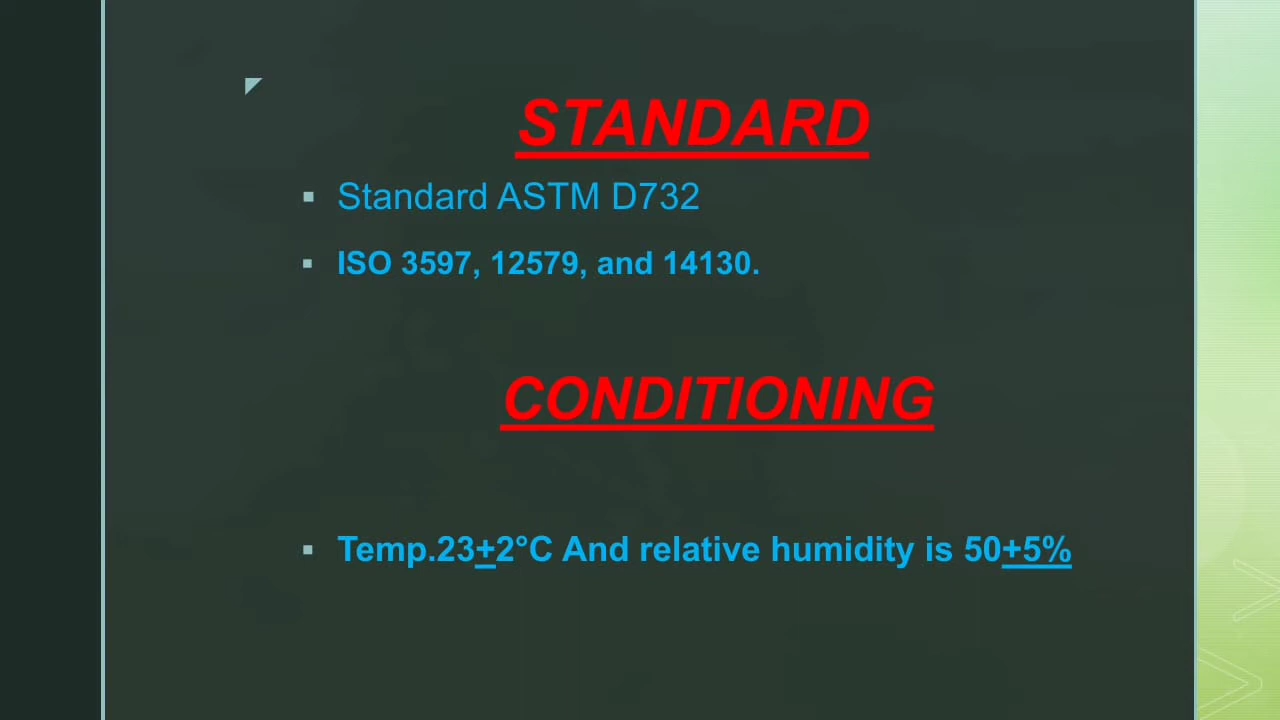 STANDARD
Standard ASTM D732
ISO 3597, 12579, and 14130.
CONDITIONING
Temp.23+2°C And relative humidity is 50+5%